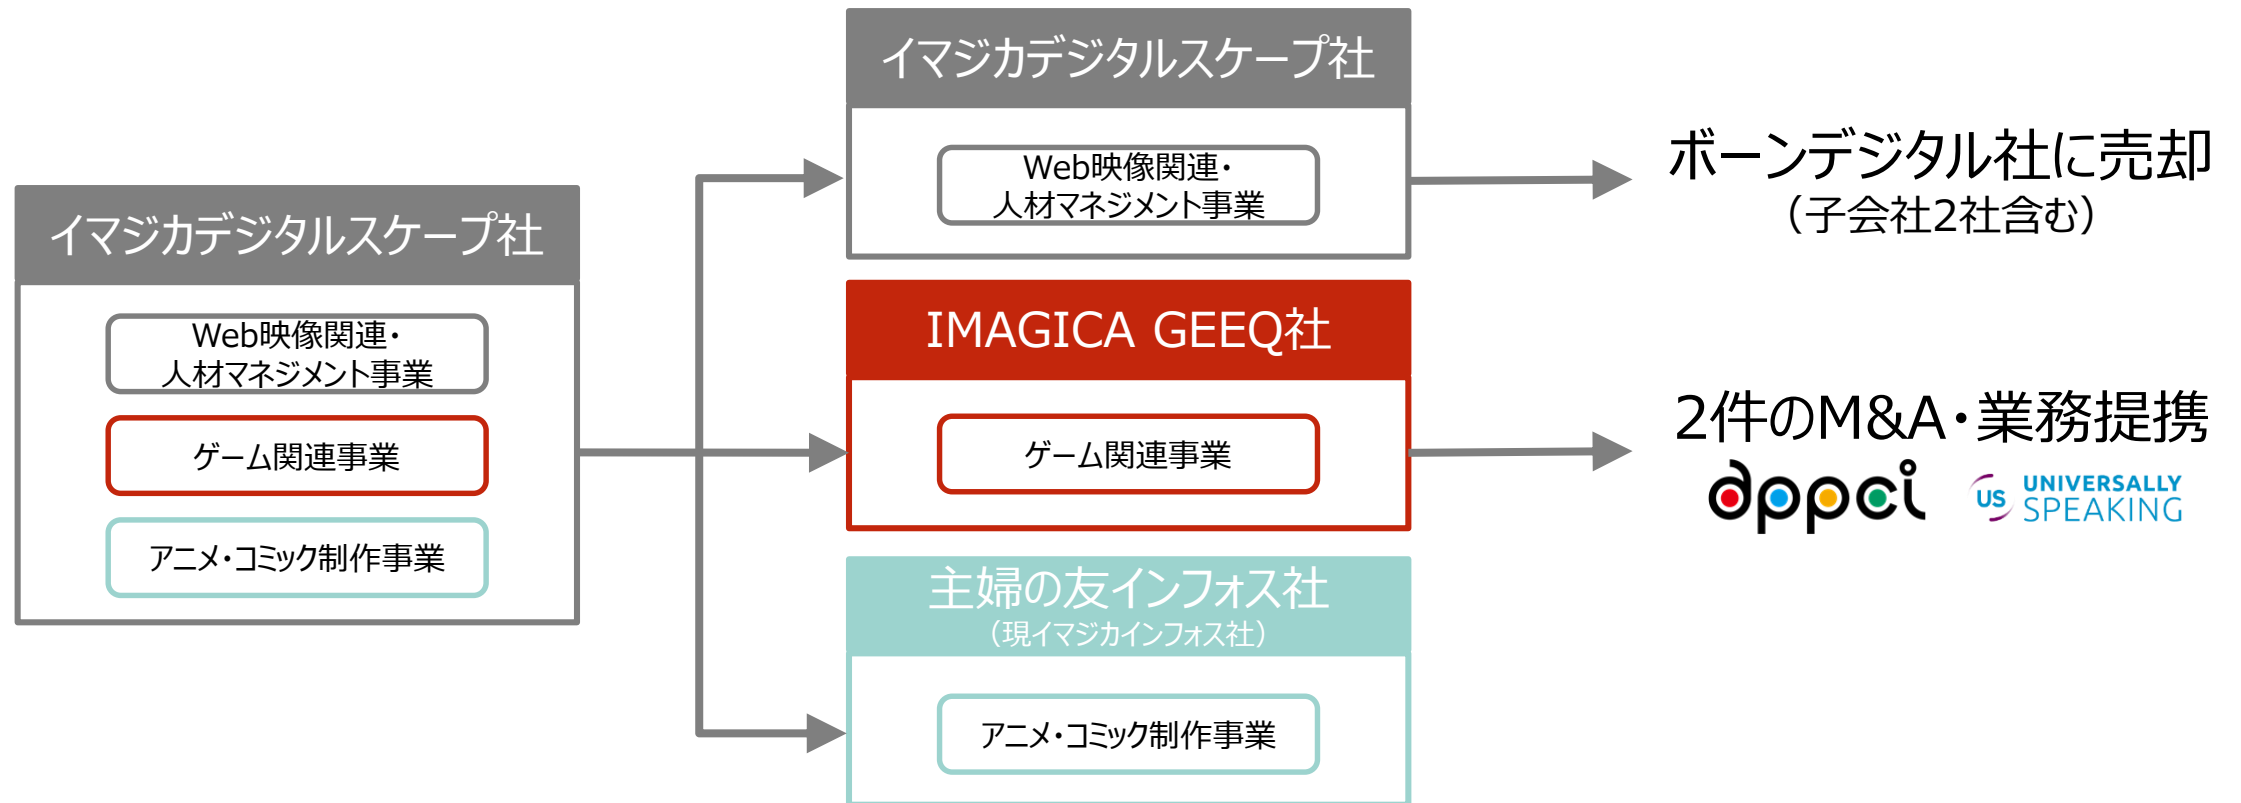 イマジカデジタルスケープ社
Web映像関連・
人材マネジメント事業
ゲーム関連事業
アニメ・コミック制作事業
イマジカデジタルスケープ社
Web映像関連・
人材マネジメント事業
ボーンデジタル社に売却
（子会社2社含む）
IMAGICA GEEQ社
ゲーム関連事業
2件のM&A・業務提携
appci
US UNIVERSALLY
SPEAKING
主婦の友インフォス社
（現イマジカインフォス社）
アニメ・コミック制作事業